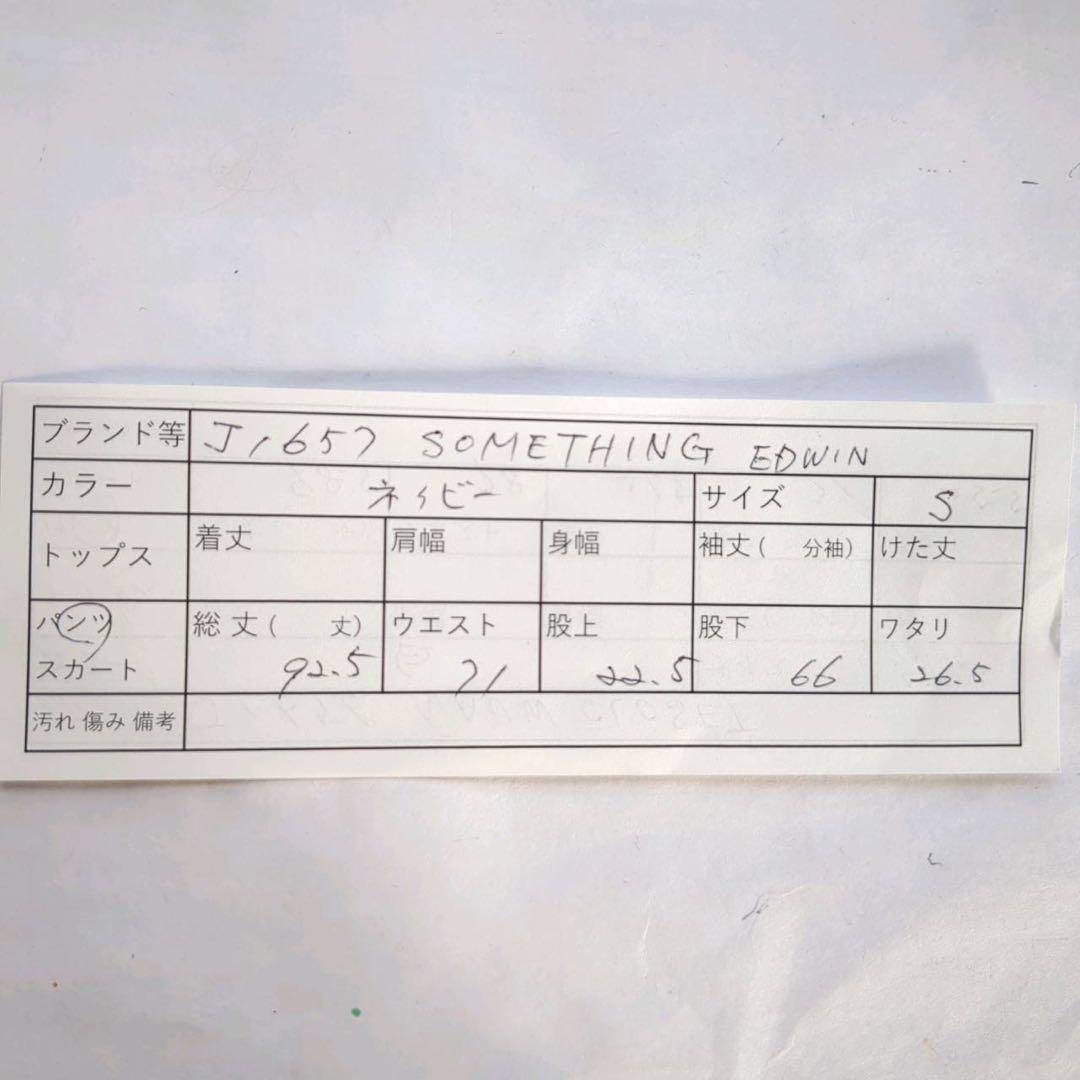 ブランド等 J,657 SOMETHING EDWIN
カラー ネイビー サイズ S
トップス 着丈 肩幅 身幅 袖丈( 分袖) けた丈
パンツ 総丈( 丈) ウエスト 股上 股下 ワタリ
スカート 92.5 71 22.5 66 26.5
汚れ 傷み 備考